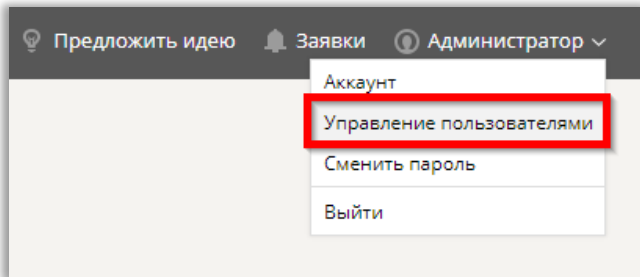 Предложить идею Заявки Администратор
Аккаунт
Управление пользователями
Сменить пароль
Выйти